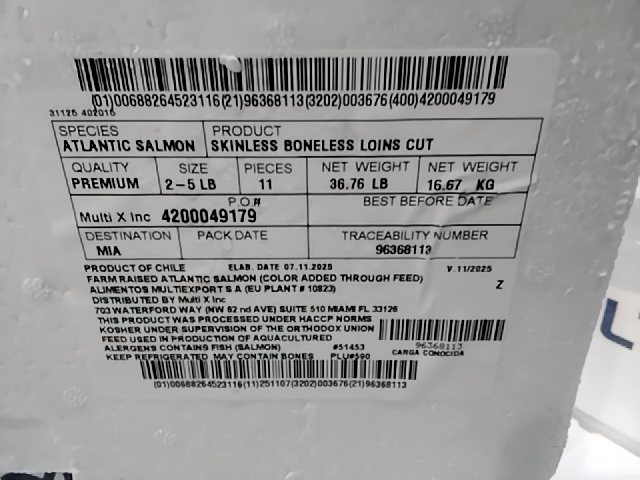 (01)00688264523116(21)96368113(3202)003676(400)4200049179
31125 402015
SPECIES
ATLANTIC SALMON
PRODUCT
SKINLESS BONELESS LOINS CUT
QUALITY
PREMIUM
SIZE
2-5 LB
PIECES
11
NET WEIGHT
36.76 LB
NET WEIGHT
16.67 KG
P.O.#
Multi X Inc 4200049179
BEST BEFORE DATE
DESTINATION
MIA
PACK DATE
TRACEABILITY NUMBER
96368113
PRODUCT OF CHILE ELAB. DATE 07.11.2025 V.11/2025
FARM RAISED ATLANTIC SALMON (COLOR ADDED THROUGH FEED) Z
ALIMENTOS MULTIEXPORT S A (EU PLANT # 10823)
DISTRIBUTED BY Multi X Inc
703 WATERFORD WAY (NW 62 nd AVE) SUITE 510 MIAMI FL 33126
THIS PRODUCT WAS PROCESSED UNDER HACCP NORMS
KOSHER UNDER SUPERVISION OF THE ORTHODOX UNION
FEED USED IN PRODUCTION OF AQUACULTURED
ALERGENS CONTAINS FISH (SALMON) #51453
KEEP REFRIGERATED MAY CONTAIN BONES PLU#590
96368113
CARGA CONOCIDA
(01)00688264523116(11)251107(3202)003676(21)96368113